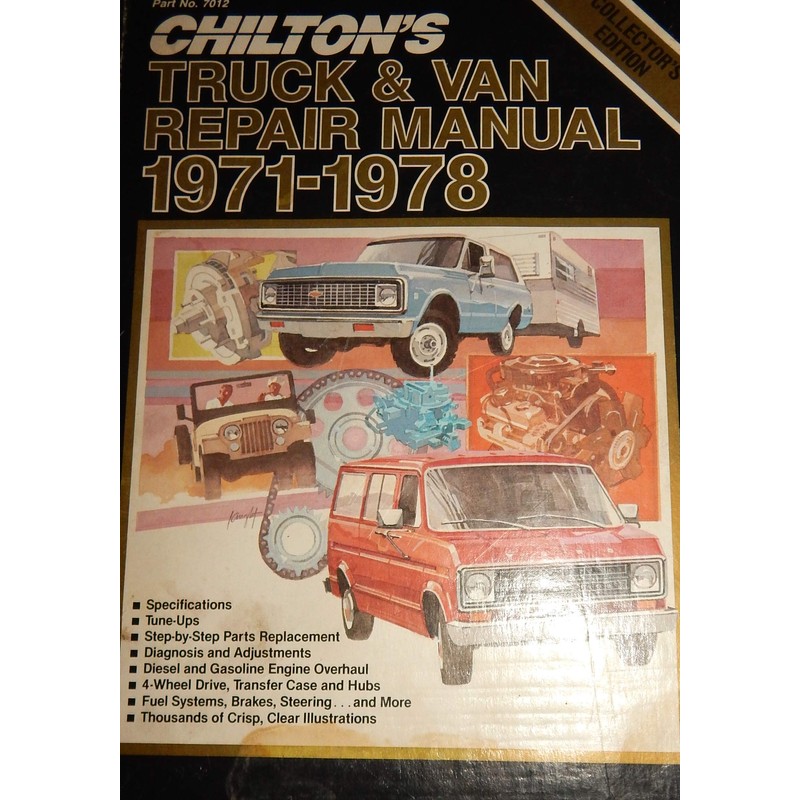 Part No. 7012
CHILTON'S
COLLECTOR'S
EDITION
TRUCK & VAN
REPAIR MANUAL
1971-1978
■ Specifications
■ Tune-Ups
■ Step-by-Step Parts Replacement
■ Diagnosis and Adjustments
■ Diesel and Gasoline Engine Overhaul
■ 4-Wheel Drive, Transfer Case and Hubs
■ Fuel Systems, Brakes, Steering...and More
■ Thousands of Crisp, Clear Illustrations